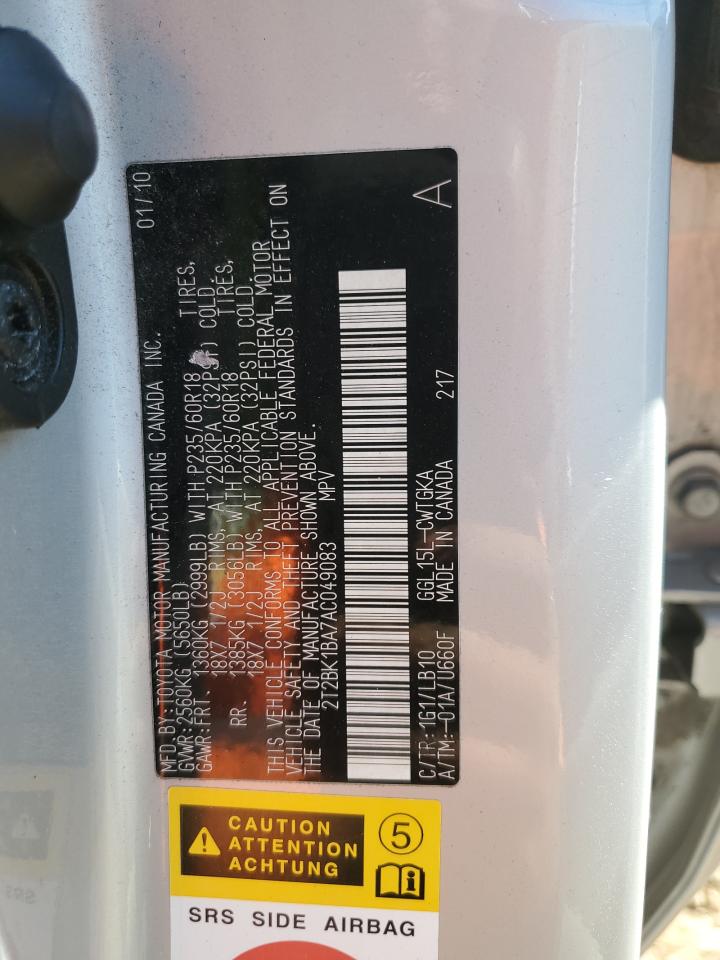 MFD.BY:TOYOTA MOTOR MANUFACTURING CANADA INC. 01/10
GVWR:2560KG (5650LB)
GAWR:FRT 1360KG (2999LB) WITH P235/60R18 TIRES,
18X7 1/2J RIMS, AT 220KPA (32PSI) COLD.
RR. 1385KG (3056LB) WITH P235/60R18 TIRES,
18X7 1/2J RIMS, AT 220KPA (32PSI) COLD.
THIS VEHICLE CONFORMS TO ALL APPLICABLE FEDERAL MOTOR
VEHICLE SAFETY AND THEFT PREVENTION STANDARDS IN EFFECT ON
THE DATE OF MANUFACTURE SHOWN ABOVE.
2T2BK1BA7AC049083 MPV
C/TR:1G1/LB10 GGL15L-CWTGKA 217
A/TM:-01A/U660F MADE IN CANADA A
CAUTION
ATTENTION
ACHTUNG
5
SRS SIDE AIRBAG